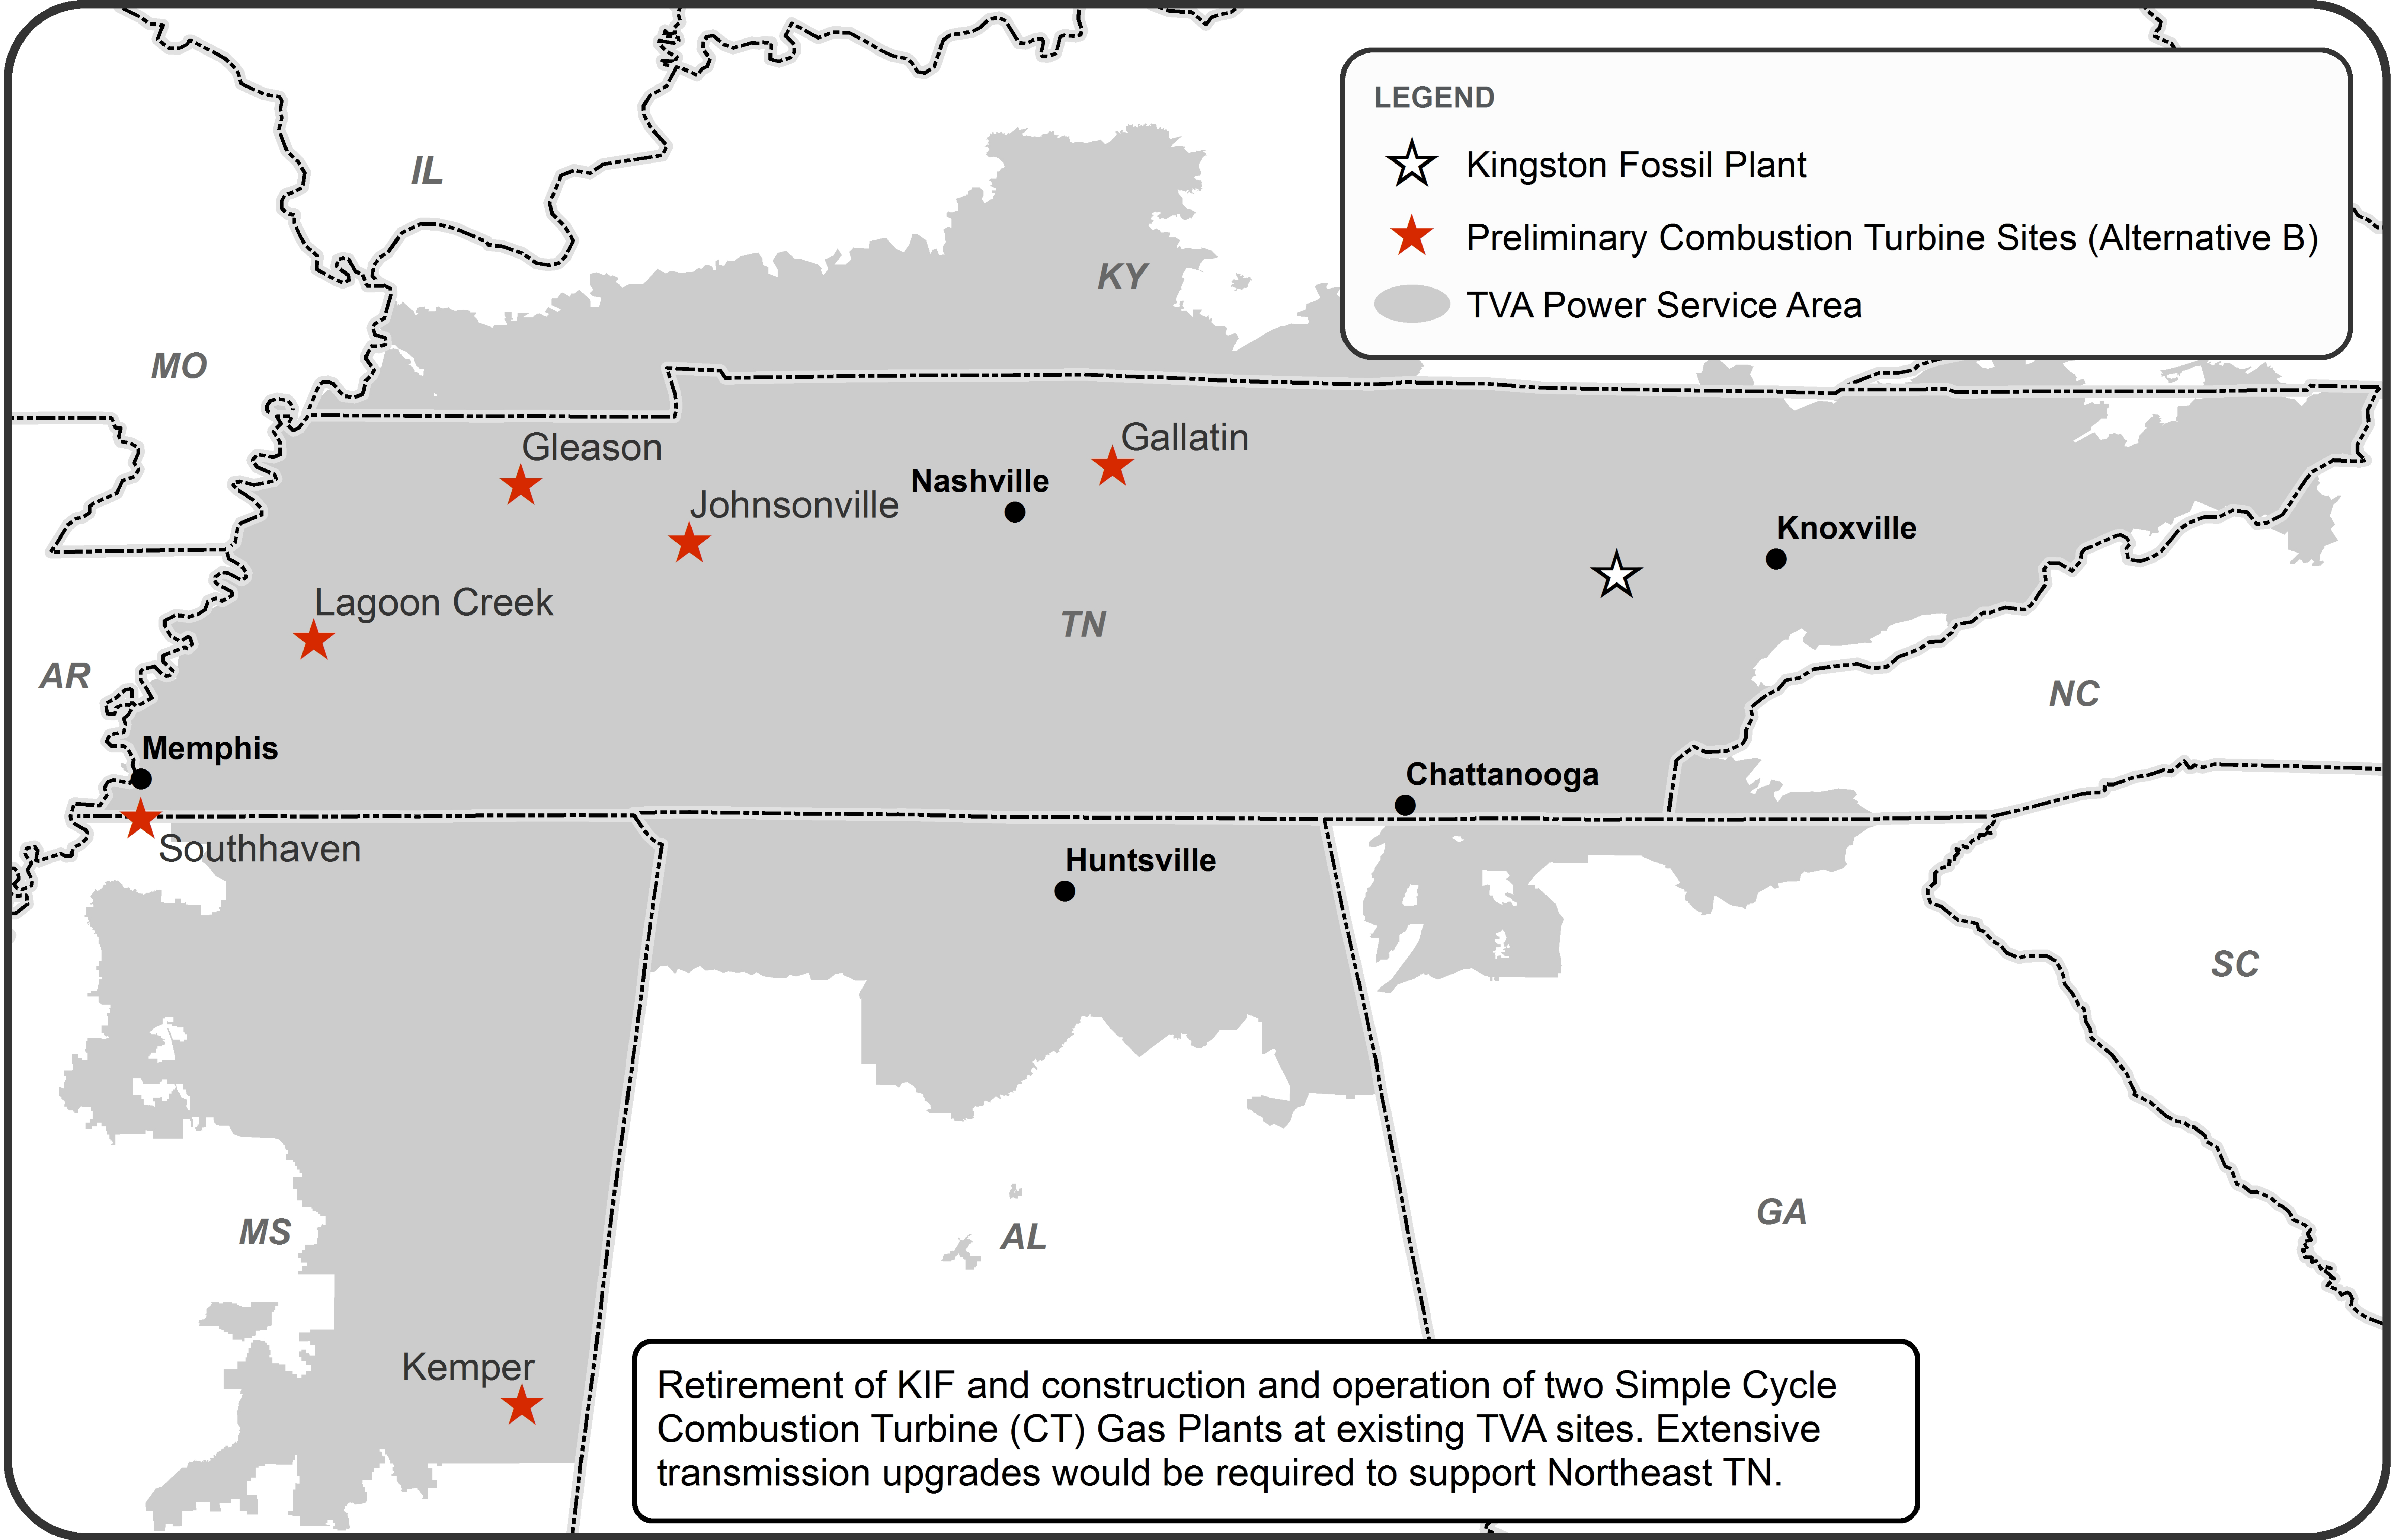 LEGEND
Kingston Fossil Plant
Preliminary Combustion Turbine Sites (Alternative B)
TVA Power Service Area
IL
KY
MO
Gleason
Gallatin
Nashville
Johnsonville
Knoxville
Lagoon Creek
TN
AR
NC
Memphis
Chattanooga
Southhaven
Huntsville
SC
MS
AL
GA
Kemper
Retirement of KIF and construction and operation of two Simple Cycle
Combustion Turbine (CT) Gas Plants at existing TVA sites. Extensive
transmission upgrades would be required to support Northeast TN.